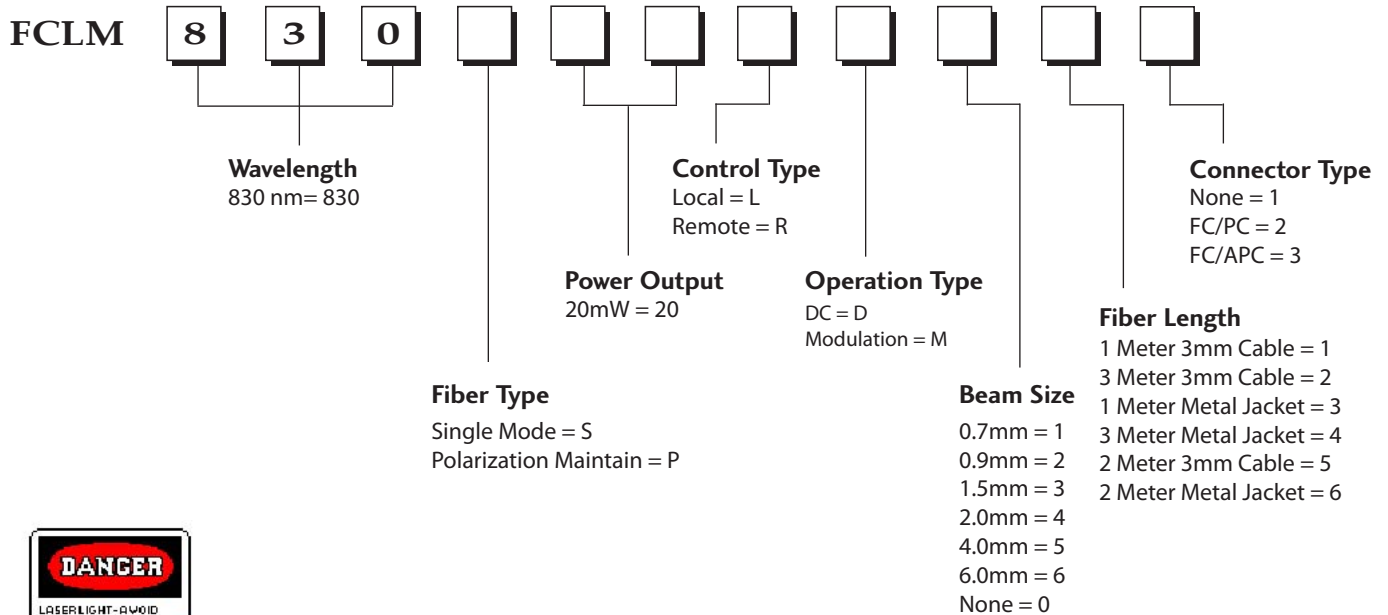 FCLM 8 3 0
Wavelength
830 nm= 830
Control Type
Local = L
Remote = R
Connector Type
None = 1
FC/PC = 2
FC/APC = 3
Power Output
20mW = 20
Operation Type
DC = D
Modulation = M
Fiber Length
1 Meter 3mm Cable = 1
3 Meter 3mm Cable = 2
1 Meter Metal Jacket = 3
3 Meter Metal Jacket = 4
2 Meter 3mm Cable = 5
2 Meter Metal Jacket = 6
Fiber Type
Single Mode = S
Polarization Maintain = P
Beam Size
0.7mm = 1
0.9mm = 2
1.5mm = 3
2.0mm = 4
4.0mm = 5
6.0mm = 6
None = 0
DANGER
LASERLIGHT-AVOID